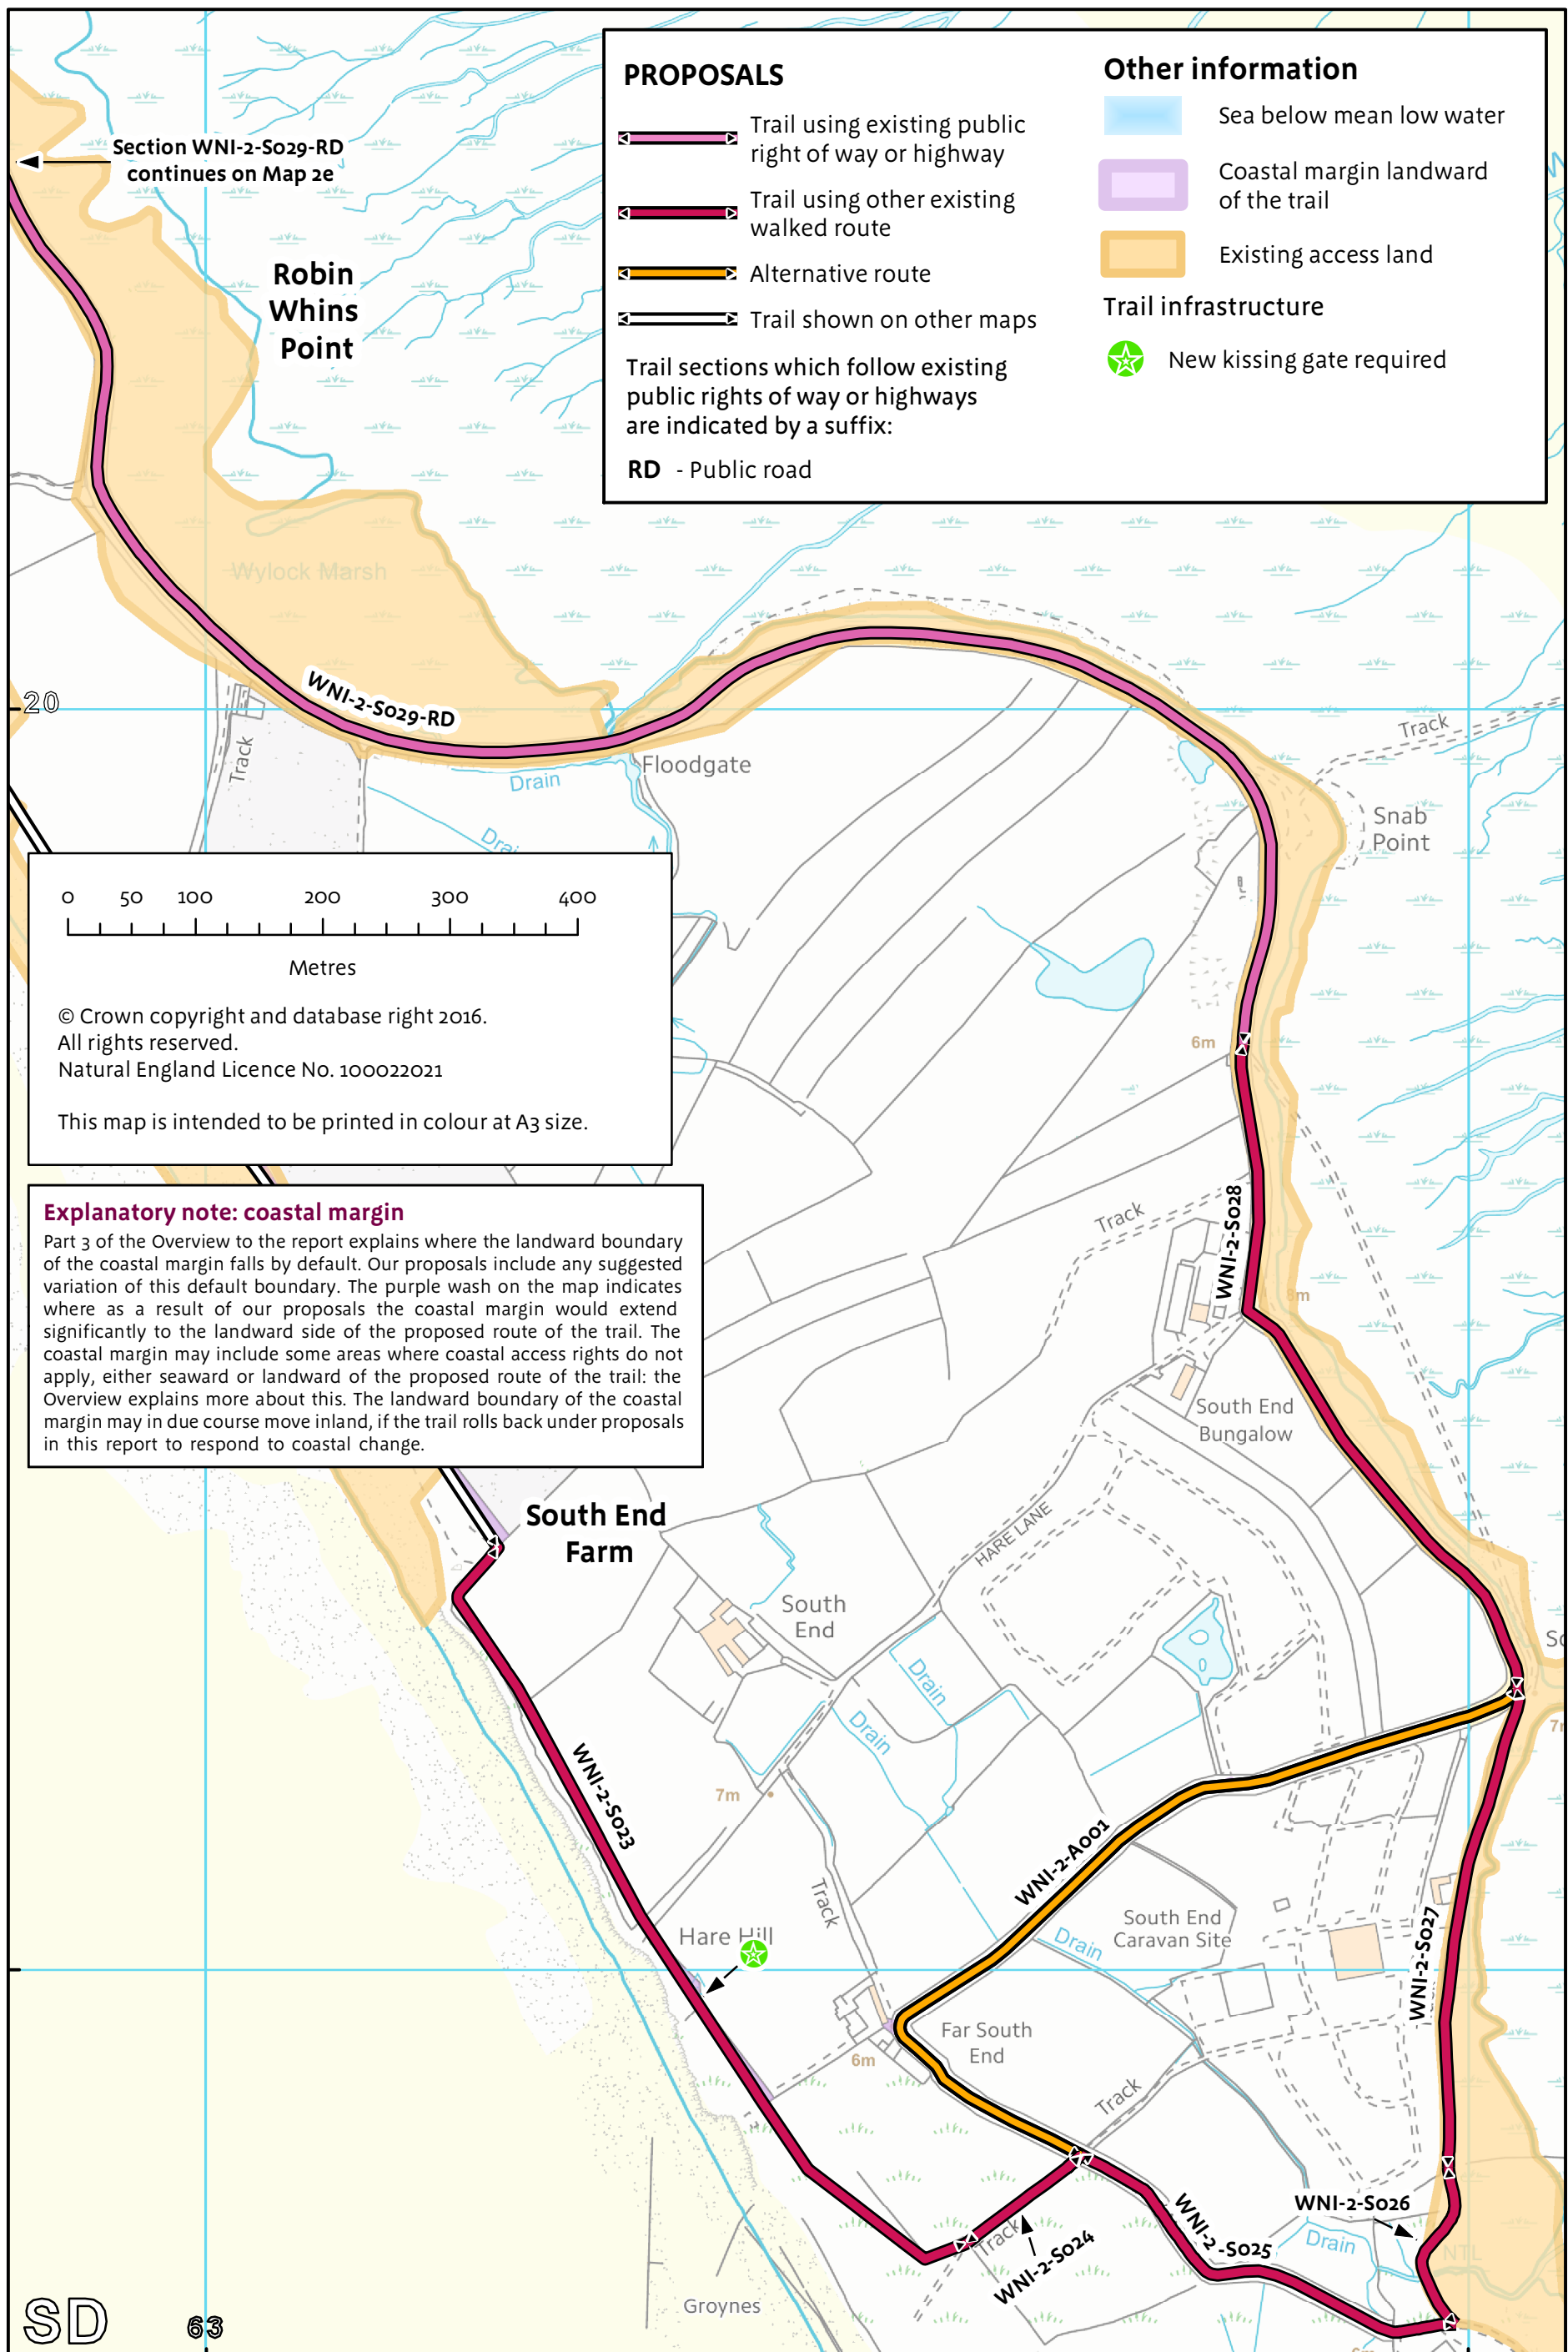 PROPOSALS
Trail using existing public
right of way or highway
Trail using other existing
walked route
Alternative route
Trail shown on other maps
Trail sections which follow existing
public rights of way or highways
are indicated by a suffix:
RD - Public road
Other information
Sea below mean low water
Coastal margin landward
of the trail
Existing access land
Trail infrastructure
New kissing gate required
Section WNI-2-S029-RD
continues on Map 2e
Robin
Whins
Point
Wylock Marsh
WNI-2-S029-RD
20
Track
Drain
Floodgate
Track
Snab
Point
0 50 100 200 300 400
Metres
© Crown copyright and database right 2016.
All rights reserved.
Natural England Licence No. 100022021
This map is intended to be printed in colour at A3 size.
6m
Explanatory note: coastal margin
Part 3 of the Overview to the report explains where the landward boundary
of the coastal margin falls by default. Our proposals include any suggested
variation of this default boundary. The purple wash on the map indicates
where as a result of our proposals the coastal margin would extend
significantly to the landward side of the proposed route of the trail. The
coastal margin may include some areas where coastal access rights do not
apply, either seaward or landward of the proposed route of the trail: the
Overview explains more about this. The landward boundary of the coastal
margin may in due course move inland, if the trail rolls back under proposals
in this report to respond to coastal change.
Track
WNI-2-S028
8m
South End
Bungalow
South End
Farm
HARE LANE
South
End
Drain
Drain
7m
WNI-2-S023
WNI-2-A001
Track
Hare Hill
South End
Caravan Site
Drain
WNI-2-S027
Far South
End
6m
Track
WNI-2-S026
WNI-2-S025
Drain
NTL
Track
WNI-2-S024
Groynes
SD
63